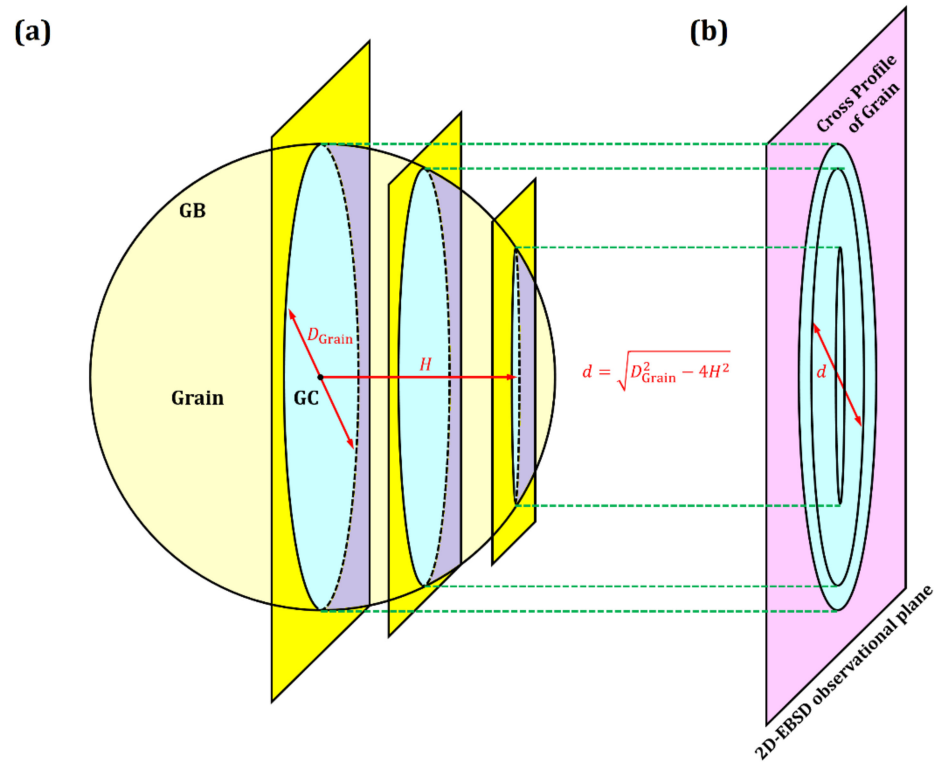 (a)
(b)
Cross Profile
of Grain
GB
D_Grain
H
Grain
GC
d = √(D²_Grain − 4H²)
d
2D-EBSD observational plane